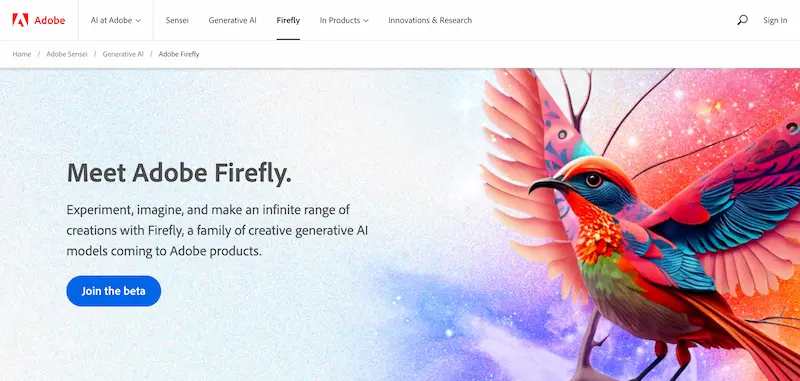 Adobe
AI at Adobe
Sensei
Generative AI
Firefly
In Products
Innovations & Research
Sign In
Home / Adobe Sensei / Generative AI / Adobe Firefly
Meet Adobe Firefly.
Experiment, imagine, and make an infinite range of
creations with Firefly, a family of creative generative AI
models coming to Adobe products.
Join the beta